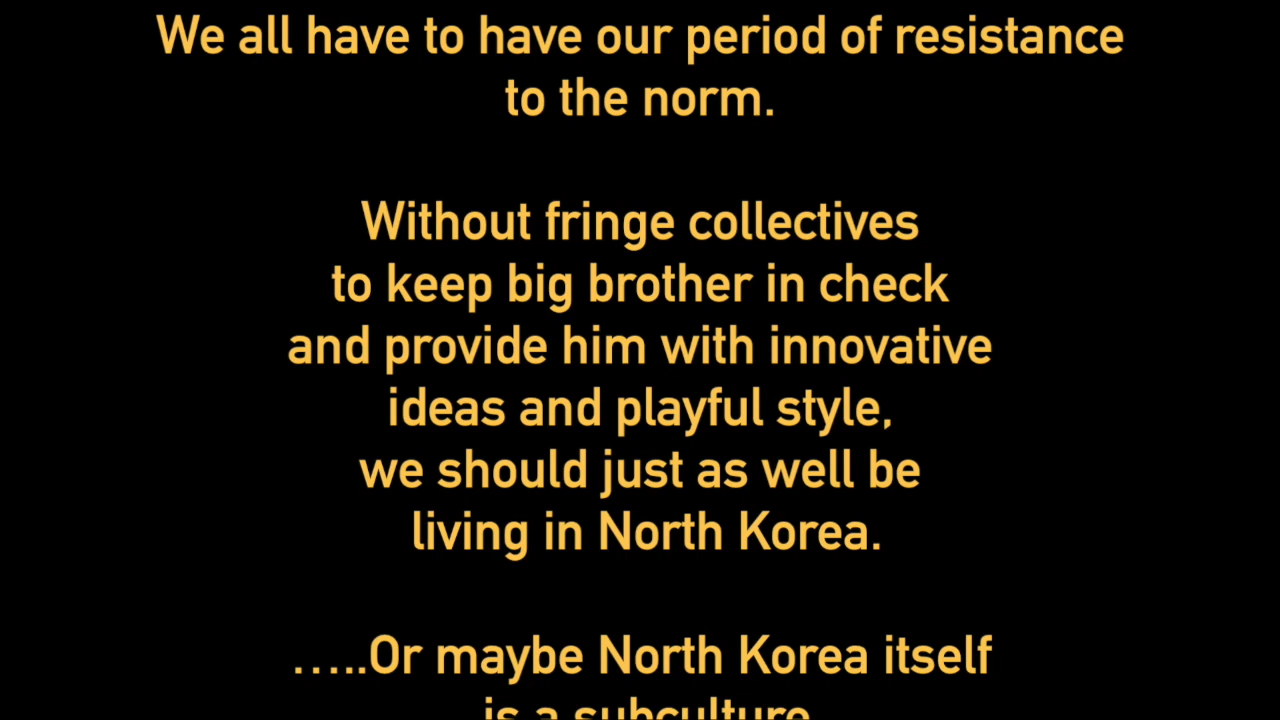 We all have to have our period of resistance
to the norm.
Without fringe collectives
to keep big brother in check
and provide him with innovative
ideas and playful style,
we should just as well be
living in North Korea.
.....Or maybe North Korea itself
is a subculture